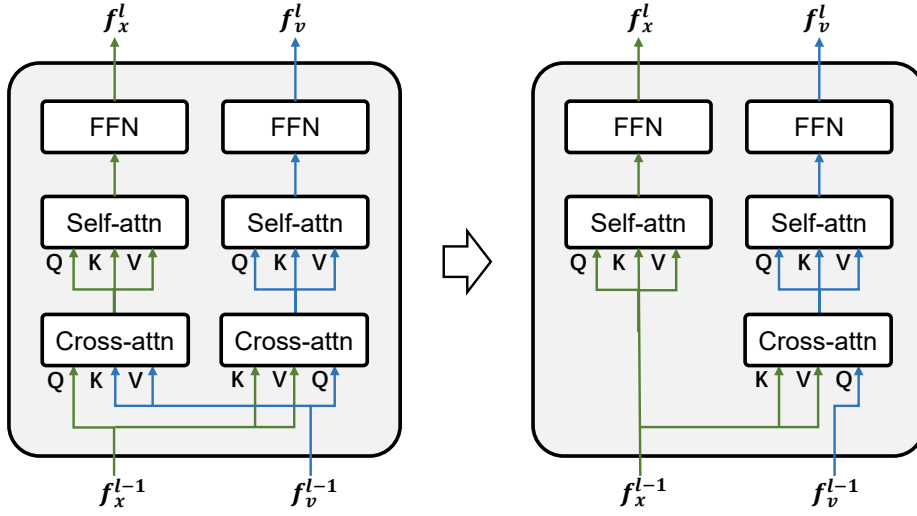 f_x^l f_v^l f_x^l f_v^l
FFN FFN FFN FFN
Self-attn Self-attn Self-attn Self-attn
Q K V Q K V Q K V Q K V
Cross-attn Cross-attn Cross-attn
Q K V K V Q K V Q
f_x^{l-1} f_v^{l-1} f_x^{l-1} f_v^{l-1}